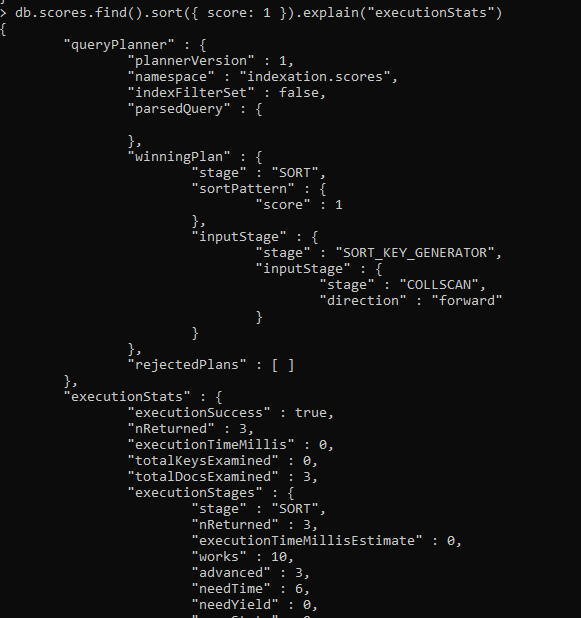 > db.scores.find().sort({ score: 1 }).explain("executionStats")
{
"queryPlanner" : {
"plannerVersion" : 1,
"namespace" : "indexation.scores",
"indexFilterSet" : false,
"parsedQuery" : {
},
"winningPlan" : {
"stage" : "SORT",
"sortPattern" : {
"score" : 1
},
"inputStage" : {
"stage" : "SORT_KEY_GENERATOR",
"inputStage" : {
"stage" : "COLLSCAN",
"direction" : "forward"
}
}
},
"rejectedPlans" : [ ]
},
"executionStats" : {
"executionSuccess" : true,
"nReturned" : 3,
"executionTimeMillis" : 0,
"totalKeysExamined" : 0,
"totalDocsExamined" : 3,
"executionStages" : {
"stage" : "SORT",
"nReturned" : 3,
"executionTimeMillisEstimate" : 0,
"works" : 10,
"advanced" : 3,
"needTime" : 6,
"needYield" : 0,